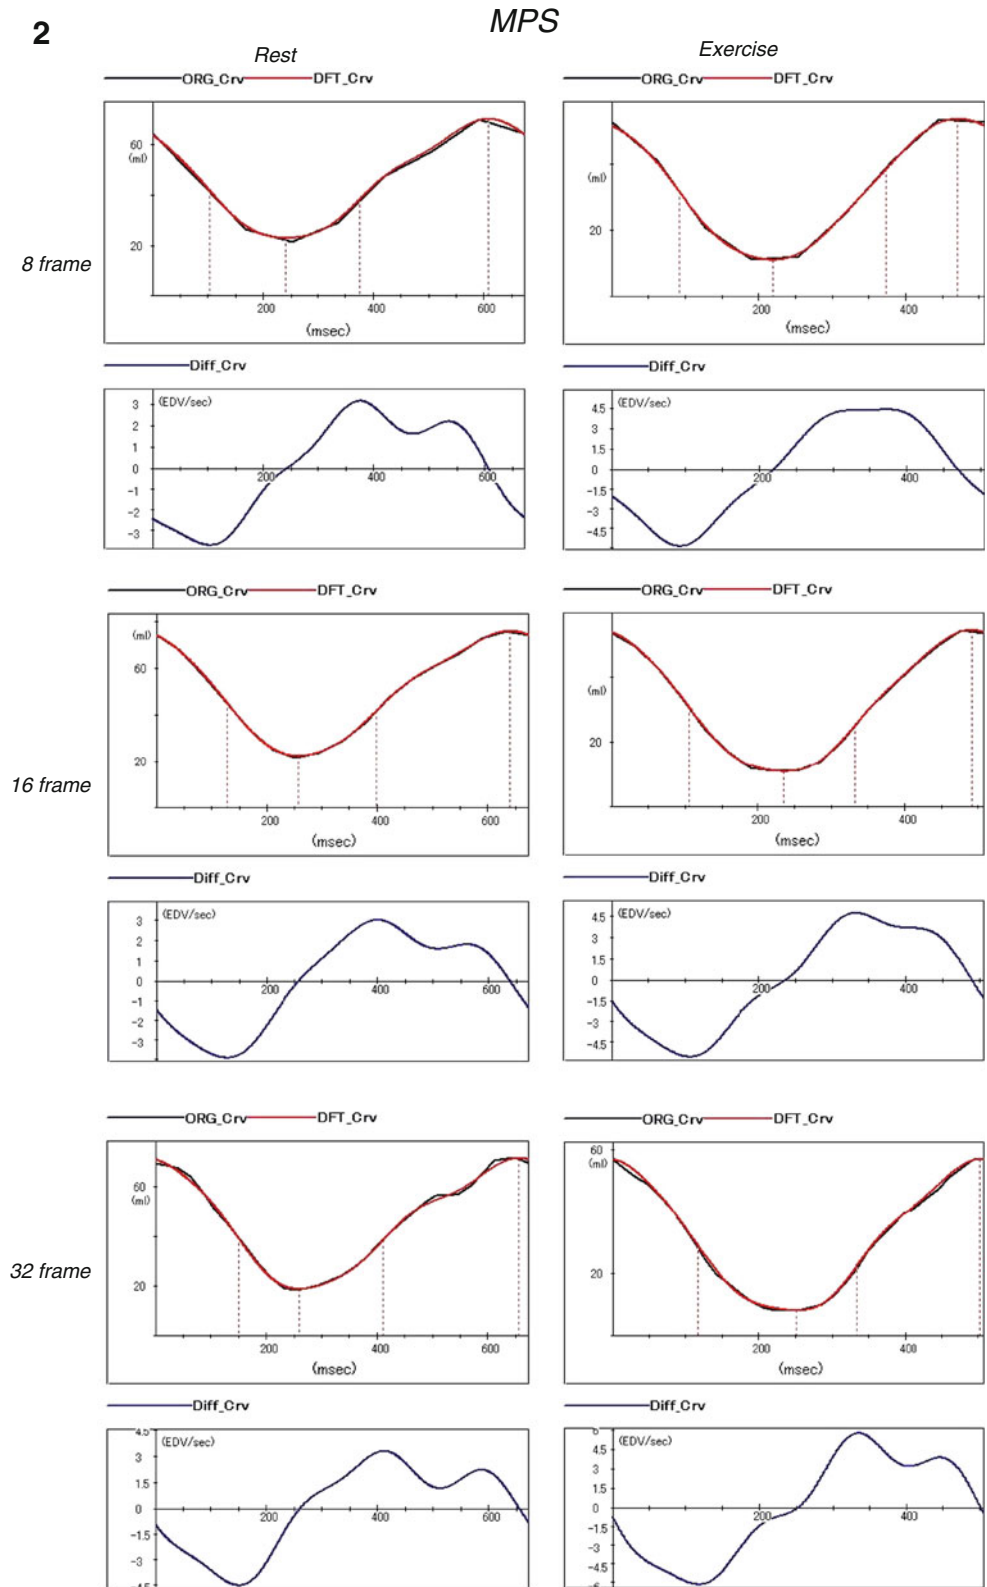 2
MPS
Rest
Exercise
8 frame
ORG_Crv DFT_Crv
60
(ml)
20
200 400 600
(msec)
Diff_Crv
(EDV/sec)
3
2
1
0
-1
-2
-3
200 400 600
ORG_Crv DFT_Crv
(ml)
20
200 400
(msec)
Diff_Crv
(EDV/sec)
4.5
3
1.5
0
-1.5
-3
-4.5
200 400
16 frame
ORG_Crv DFT_Crv
(ml)
60
20
200 400 600
(msec)
Diff_Crv
(EDV/sec)
3
2
1
0
-1
-2
-3
200 400 600
ORG_Crv DFT_Crv
(ml)
20
200 400
(msec)
Diff_Crv
(EDV/sec)
4.5
3
1.5
0
-1.5
-3
-4.5
200 400
32 frame
ORG_Crv DFT_Crv
60
(ml)
20
200 400 600
(msec)
Diff_Crv
4.5
(EDV/sec)
3
1.5
0
-1.5
-3
-4.5
200 400 600
ORG_Crv DFT_Crv
60
(ml)
20
200 400
(msec)
Diff_Crv
6
(EDV/sec)
4.5
3
1.5
0
-1.5
-3
-4.5
-6
200 400